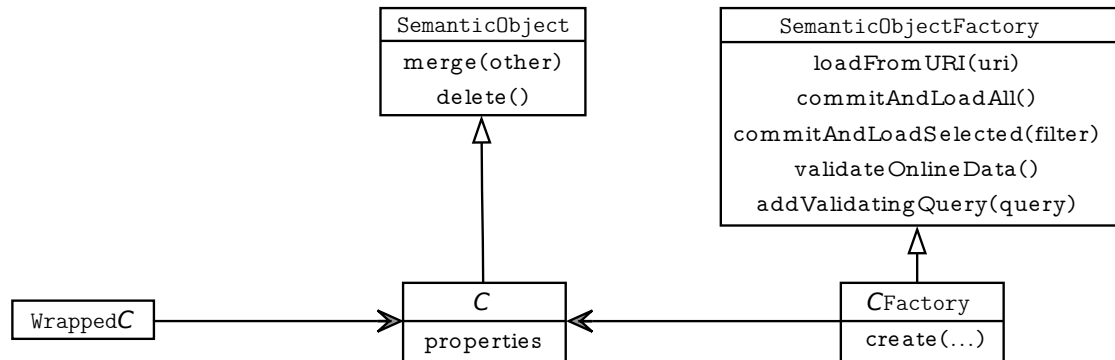 SemanticObject
merge(other)
delete()
SemanticObjectFactory
loadFromURI(uri)
commitAndLoadAll()
commitAndLoadSelected(filter)
validateOnlineData()
addValidatingQuery(query)
WrappedC
C
properties
CFactory
create(...)